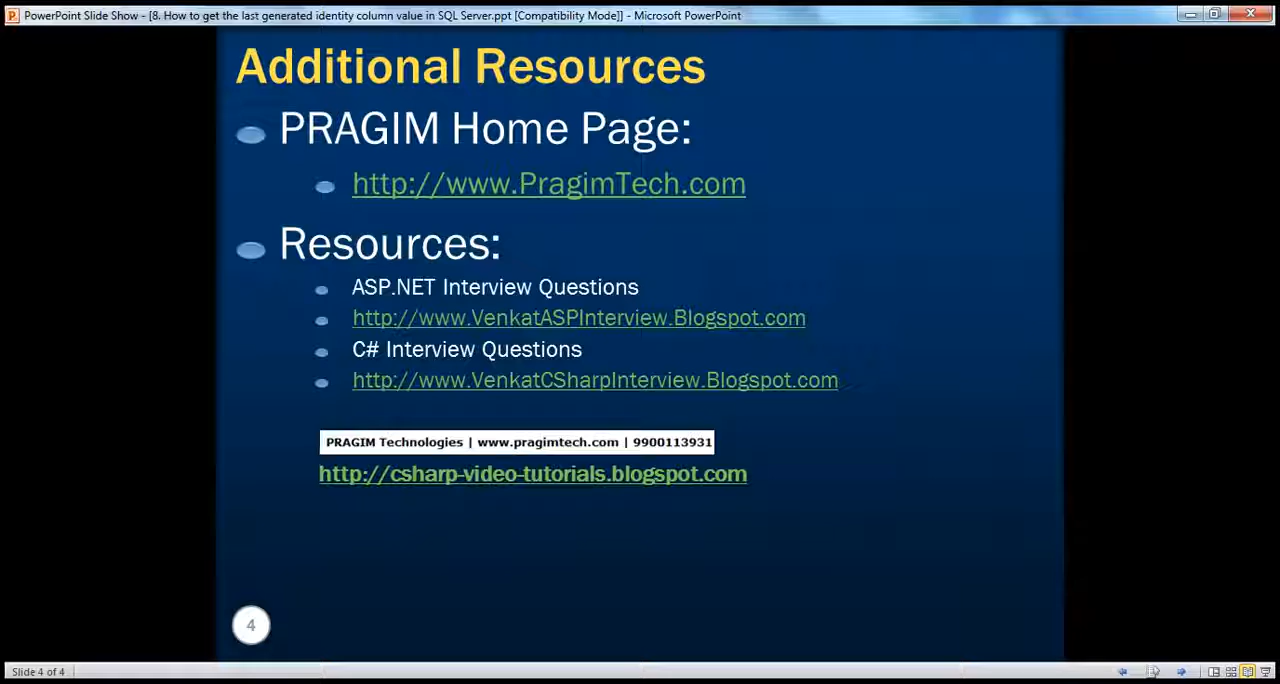 PowerPoint Slide Show - [8. How to get the last generated identity column value in SQL Server.ppt [Compatibility Mode]] - Microsoft PowerPoint
Additional Resources
PRAGIM Home Page:
http://www.PragimTech.com
Resources:
ASP.NET Interview Questions
http://www.VenkatASPInterview.Blogspot.com
C# Interview Questions
http://www.VenkatCSharpInterview.Blogspot.com
PRAGIM Technologies | www.pragimtech.com | 9900113931
http://csharp-video-tutorials.blogspot.com
4
Slide 4 of 4